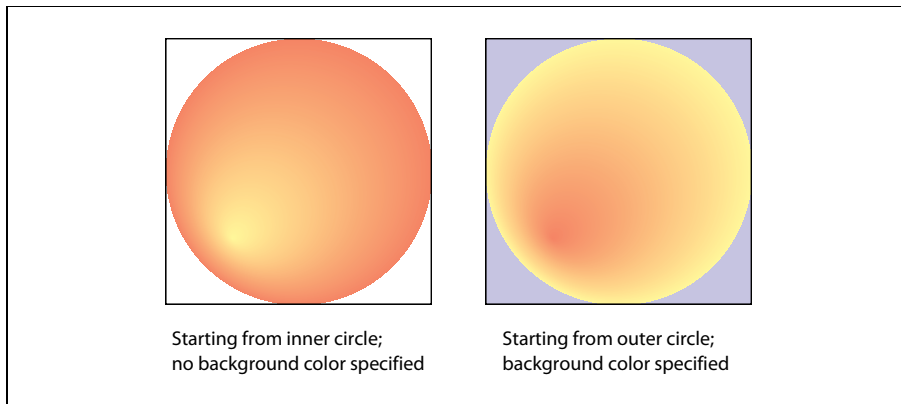 Starting from inner circle;
no background color specified
Starting from outer circle;
background color specified